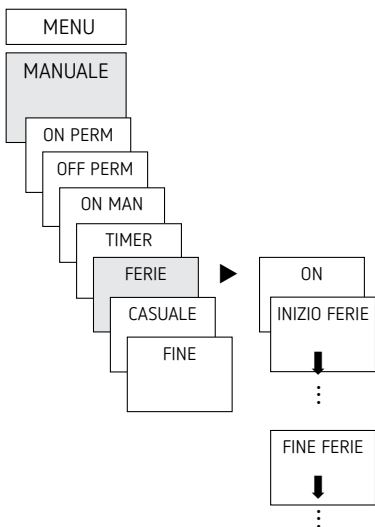 MENU
MANUALE
ON PERM
OFF PERM
ON MAN
TIMER
FERIE
CASUALE
FINE
ON
INIZIO FERIE
FINE FERIE